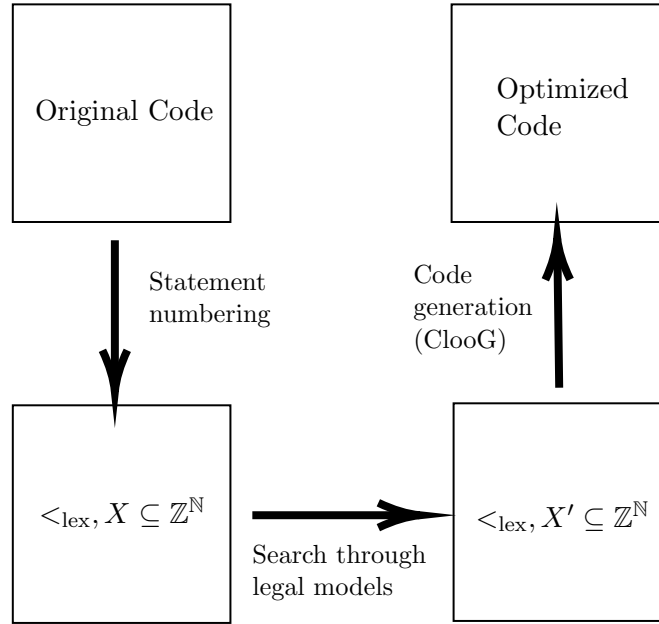 Original Code
Optimized
Code
Statement
numbering
Code
generation
(ClooG)
<ₗₑₓ, X ⊆ ℤ^ℕ
Search through
legal models
<ₗₑₓ, X′ ⊆ ℤ^ℕ